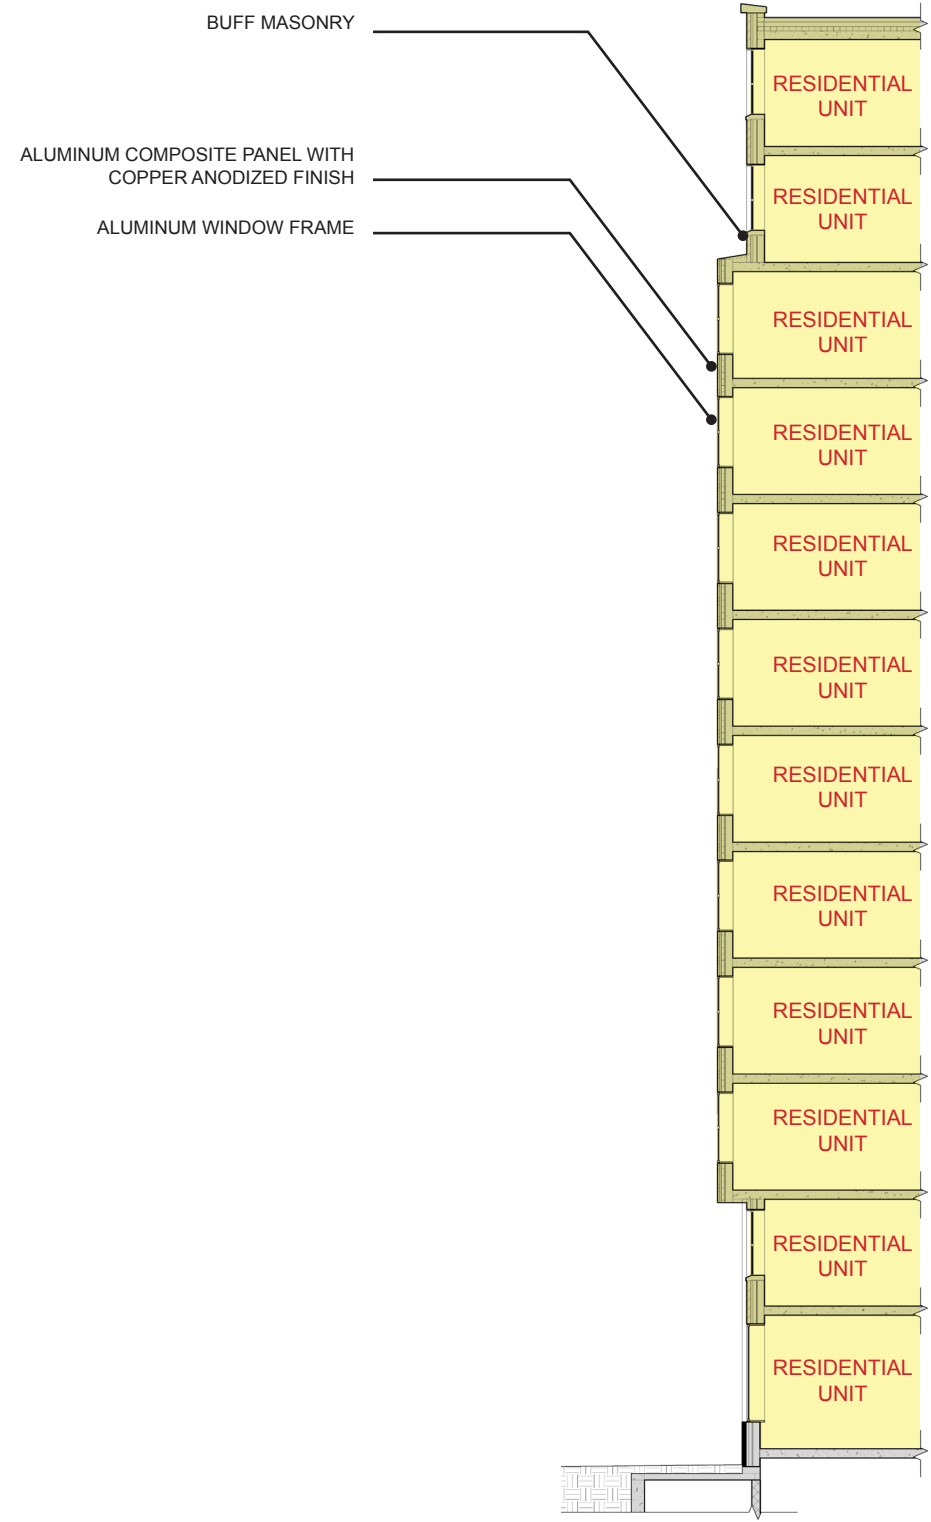 BUFF MASONRY
ALUMINUM COMPOSITE PANEL WITH
COPPER ANODIZED FINISH
ALUMINUM WINDOW FRAME
RESIDENTIAL
UNIT
RESIDENTIAL
UNIT
RESIDENTIAL
UNIT
RESIDENTIAL
UNIT
RESIDENTIAL
UNIT
RESIDENTIAL
UNIT
RESIDENTIAL
UNIT
RESIDENTIAL
UNIT
RESIDENTIAL
UNIT
RESIDENTIAL
UNIT
RESIDENTIAL
UNIT
RESIDENTIAL
UNIT